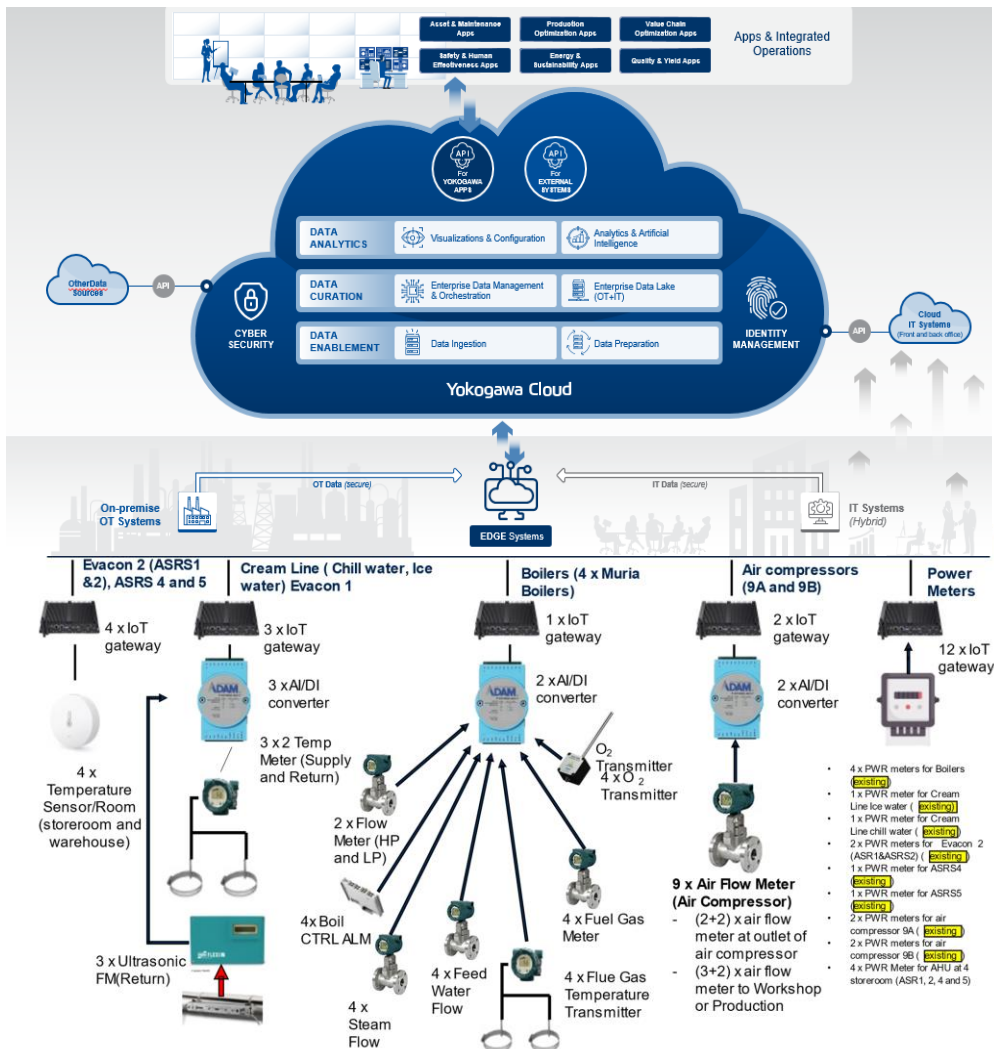 Asset & Maintenance
Apps
Production
Optimization Apps
Value Chain
Optimization Apps
Safety & Human
Effectiveness Apps
Energy &
Sustainability Apps
Quality & Yield Apps
Apps & Integrated
Operations
API
For
YOKOGAWA
APPS
API
For
EXTERNAL
SYSTEMS
DATA
ANALYTICS
Visualizations & Configuration
Analytics & Artificial
Intelligence
DATA
CURATION
Enterprise Data Management
& Orchestration
Enterprise Data Lake
(OT+IT)
DATA
ENABLEMENT
Data Ingestion
Data Preparation
OtherData
Sources
API
CYBER
SECURITY
IDENTITY
MANAGEMENT
API
Cloud
IT Systems
(Front and back office)
Yokogawa Cloud
OT Data (secure)
IT Data (secure)
On-premise
OT Systems
EDGE Systems
IT Systems
(Hybrid)
Evacon 2 (ASRS1
&2), ASRS 4 and 5
4 x IoT
gateway
4 x
Temperature
Sensor/Room
(storeroom and
warehouse)
Cream Line ( Chill water, Ice
water) Evacon 1
3 x IoT
gateway
ADAM
3 x AI/DI
converter
3 x 2 Temp
Meter (Supply
and Return)
3 x Ultrasonic
FM(Return)
Boilers (4 x Muria
Boilers)
1 x IoT
gateway
ADAM
2 x AI/DI
converter
O2
Transmitter
4 x O 2
Transmitter
2 x Flow
Meter (HP
and LP)
4x Boil
CTRL ALM
4 x
Steam
Flow
4 x Feed
Water
Flow
4 x Flue Gas
Temperature
Transmitter
4 x Fuel Gas
Meter
Air compressors
(9A and 9B)
2 x IoT
gateway
ADAM
2 x AI/DI
converter
9 x Air Flow Meter
(Air Compressor)
- (2+2) x air flow
meter at outlet of
air compressor
- (3+2) x air flow
meter to Workshop
or Production
Power
Meters
12 x IoT
gateway
• 4 x PWR meters for Boilers
(existing)
• 1 x PWR meter for Cream
Line Ice water ( existing)
• 1 x PWR meter for Cream
Line chill water ( existing)
• 2 x PWR meters for Evacon 2
(ASR1&ASRS2) ( existing )
• 1 x PWR meter for ASRS4
(existing )
• 1 x PWR meter for ASRS5
(existing )
• 2 x PWR meters for air
compressor 9A ( existing )
• 2 x PWR meters for air
compressor 9B ( existing )
• 4 x PWR Meter for AHU at 4
storeroom (ASR1, 2, 4 and 5)